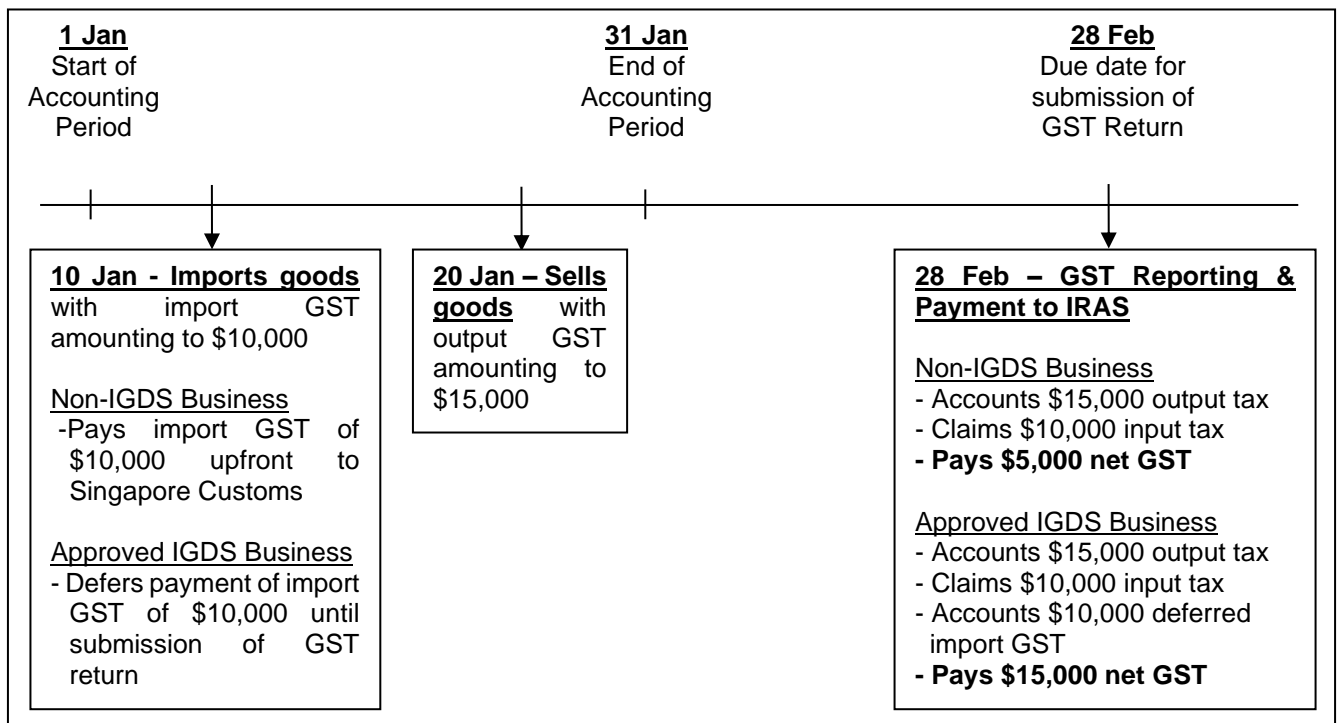 1 Jan
Start of
Accounting
Period
31 Jan
End of
Accounting
Period
28 Feb
Due date for
submission of
GST Return
10 Jan - Imports goods
with import GST
amounting to $10,000
Non-IGDS Business
-Pays import GST of
$10,000 upfront to
Singapore Customs
Approved IGDS Business
- Defers payment of import
GST of $10,000 until
submission of GST
return
20 Jan – Sells
goods with
output GST
amounting to
$15,000
28 Feb – GST Reporting &
Payment to IRAS
Non-IGDS Business
- Accounts $15,000 output tax
- Claims $10,000 input tax
- Pays $5,000 net GST
Approved IGDS Business
- Accounts $15,000 output tax
- Claims $10,000 input tax
- Accounts $10,000 deferred
import GST
- Pays $15,000 net GST